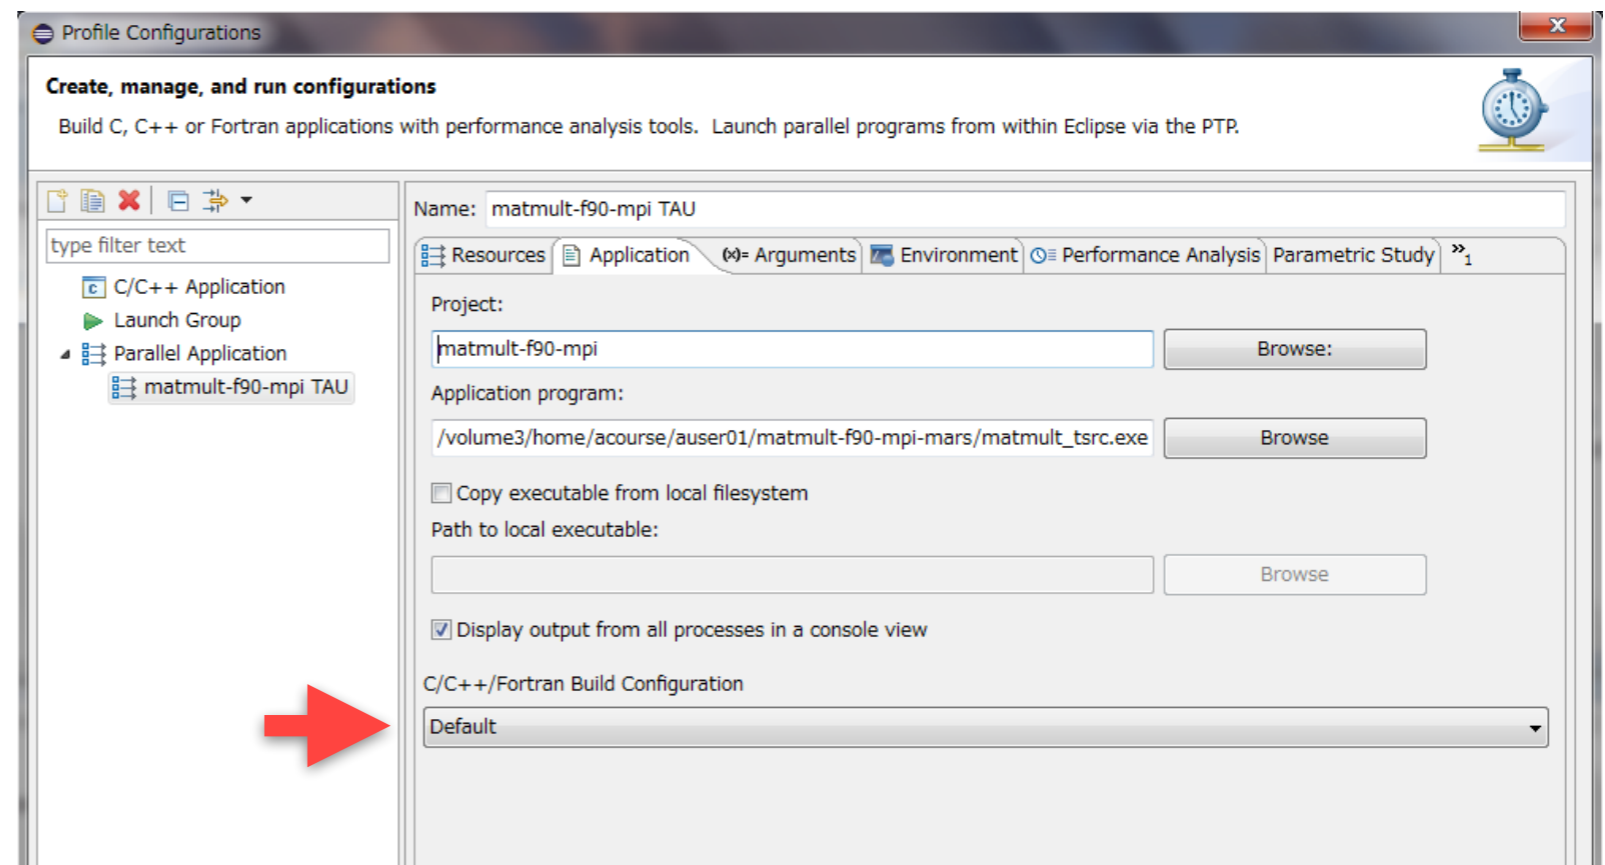 Profile Configurations
Create, manage, and run configurations
Build C, C++ or Fortran applications with performance analysis tools.  Launch parallel programs from within Eclipse via the PTP.
type filter text
C/C++ Application
Launch Group
Parallel Application
matmult-f90-mpi TAU
Name: matmult-f90-mpi TAU
Resources Application (x)= Arguments Environment Performance Analysis Parametric Study »1
Project:
matmult-f90-mpi Browse:
Application program:
/volume3/home/acourse/auser01/matmult-f90-mpi-mars/matmult_tsrc.exe Browse
Copy executable from local filesystem
Path to local executable:
Browse
Display output from all processes in a console view
C/C++/Fortran Build Configuration
Default